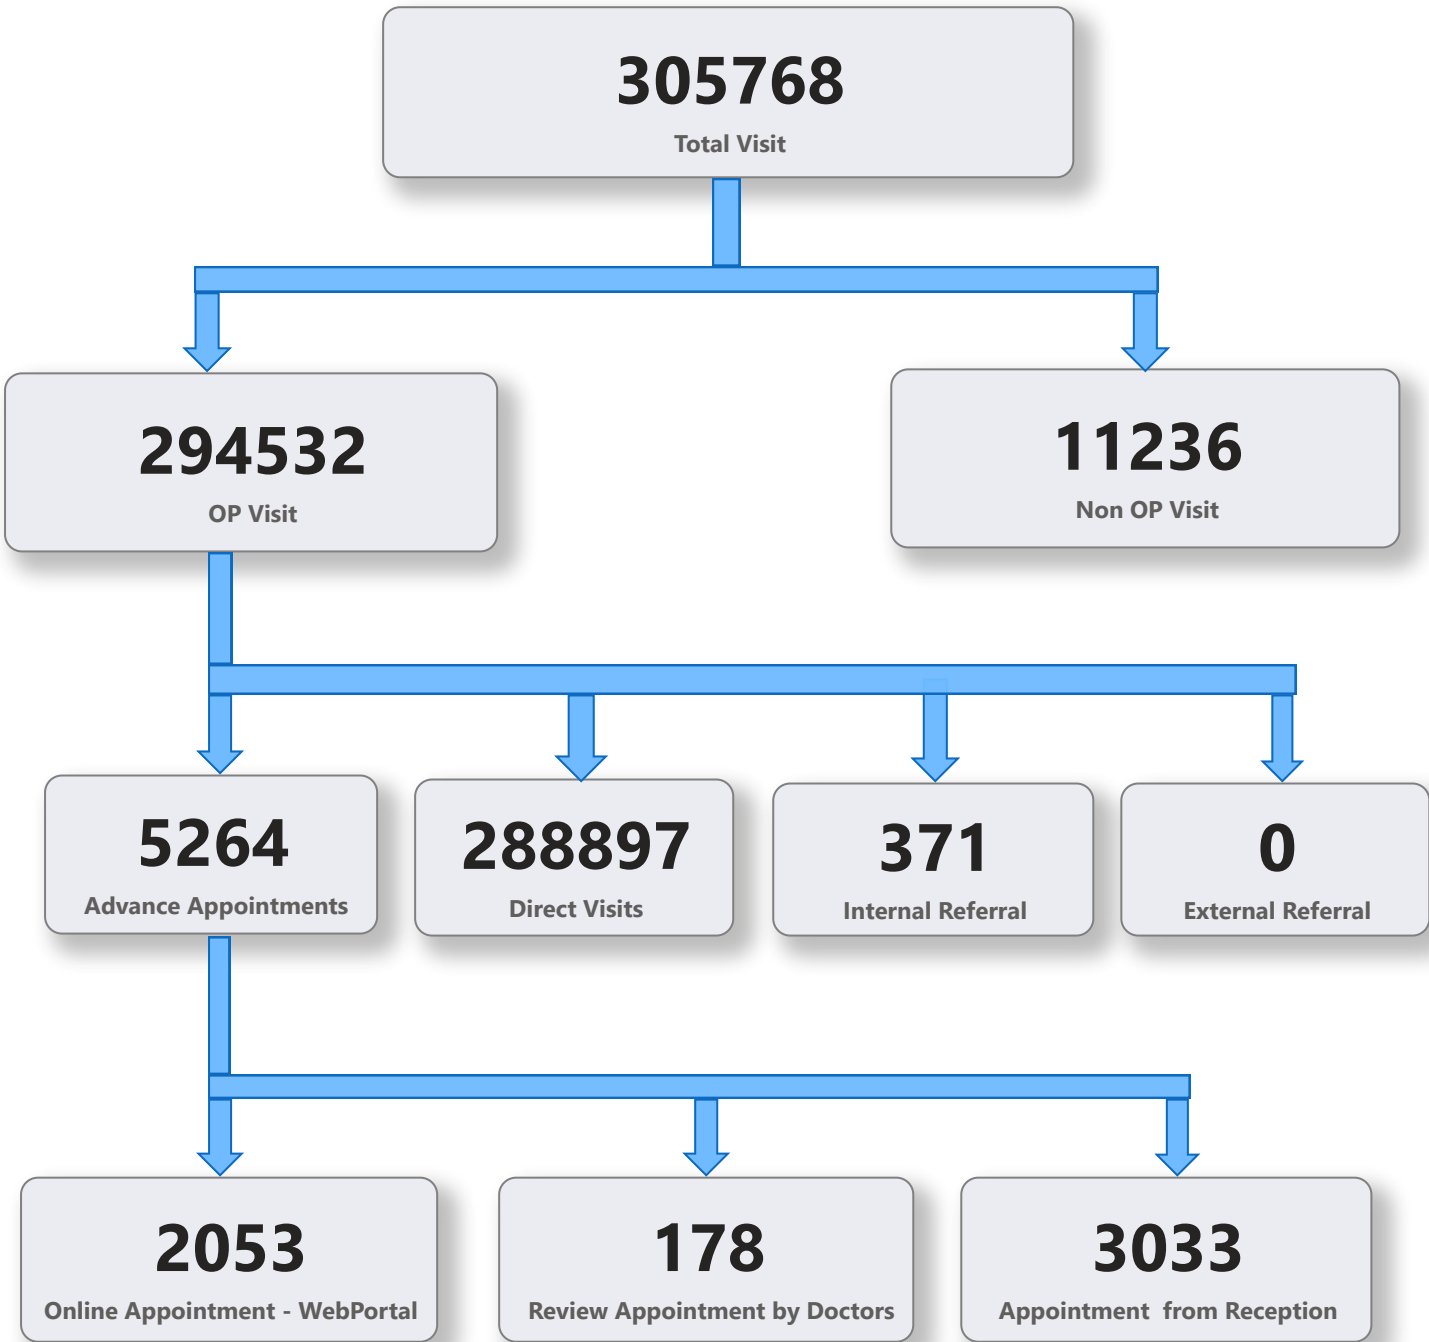 305768
Total Visit
294532
OP Visit
11236
Non OP Visit
5264
Advance Appointments
288897
Direct Visits
371
Internal Referral
0
External Referral
2053
Online Appointment - WebPortal
178
Review Appointment by Doctors
3033
Appointment  from Reception